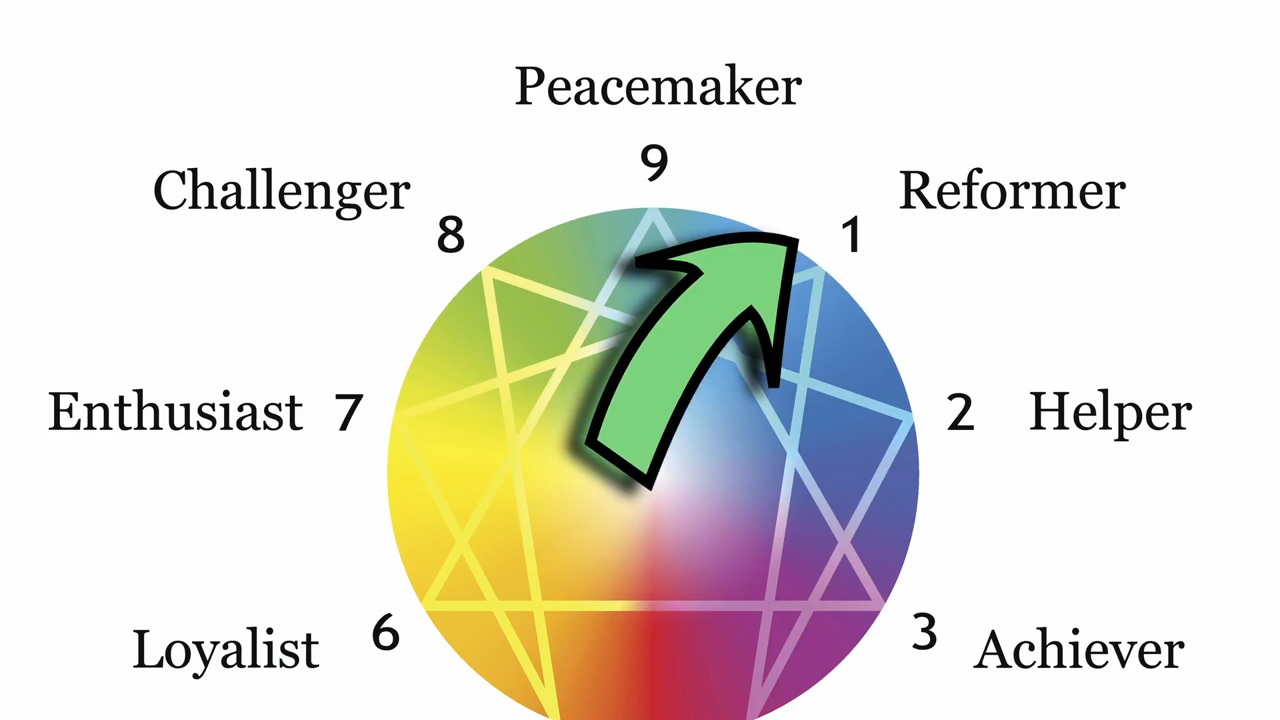 Peacemaker
9
Challenger
8
Reformer
1
Enthusiast 7
2 Helper
Loyalist 6
3 Achiever